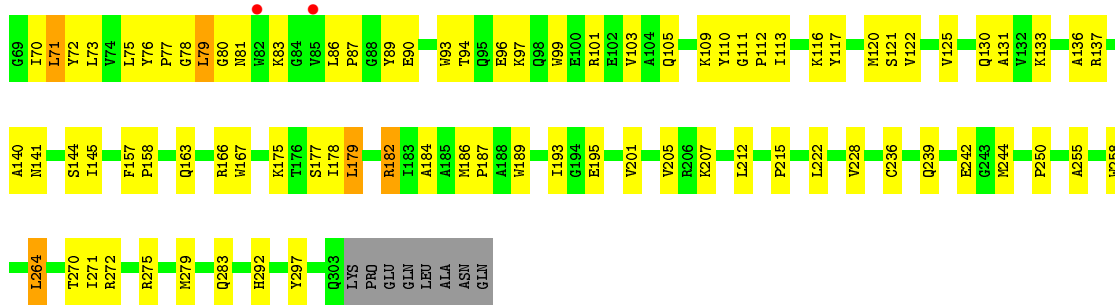 G69 I70 L71 Y72 L73 V74 L75 Y76 P77 G78 L79 G80 N81 W82 K83 G84 V85 L86 P87 G88 Y89 E90 W93 T94 Q95 E96 K97 Q98 W99 E100 R101 E102 V103 A104 Q105 K109 Y110 G111 P112 I113 K116 Y117 M120 S121 V122 V125 Q130 A131 V132 K133 A136 R137
A140 N141 S144 I145 F157 P158 Q163 R166 W167 K175 T176 S177 I178 L179 R182 I183 A184 A185 M186 P187 A188 W189 I193 G194 E195 V201 V205 R206 K207 L212 P215 L222 V228 C236 Q239 E242 G243 M244 P250 A255 W258
L264 T270 I271 R272 R275 M279 Q283 H292 Y297 Q303 LYS PRO GLU GLN LEU ALA ASN GLN